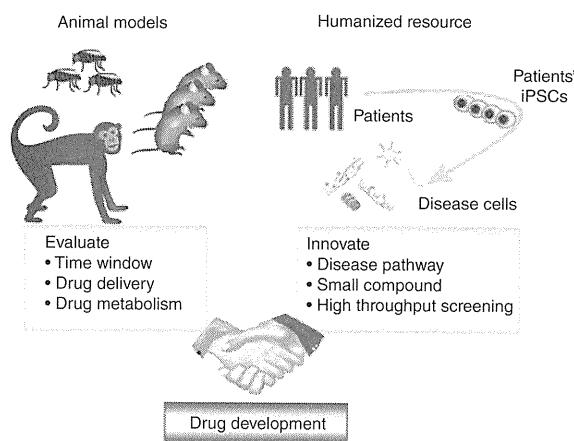 Animal models
Humanized resource
Patients'
iPSCs
Patients
Disease cells
Evaluate
• Time window
• Drug delivery
• Drug metabolism
Innovate
• Disease pathway
• Small compound
• High throughput screening
Drug development